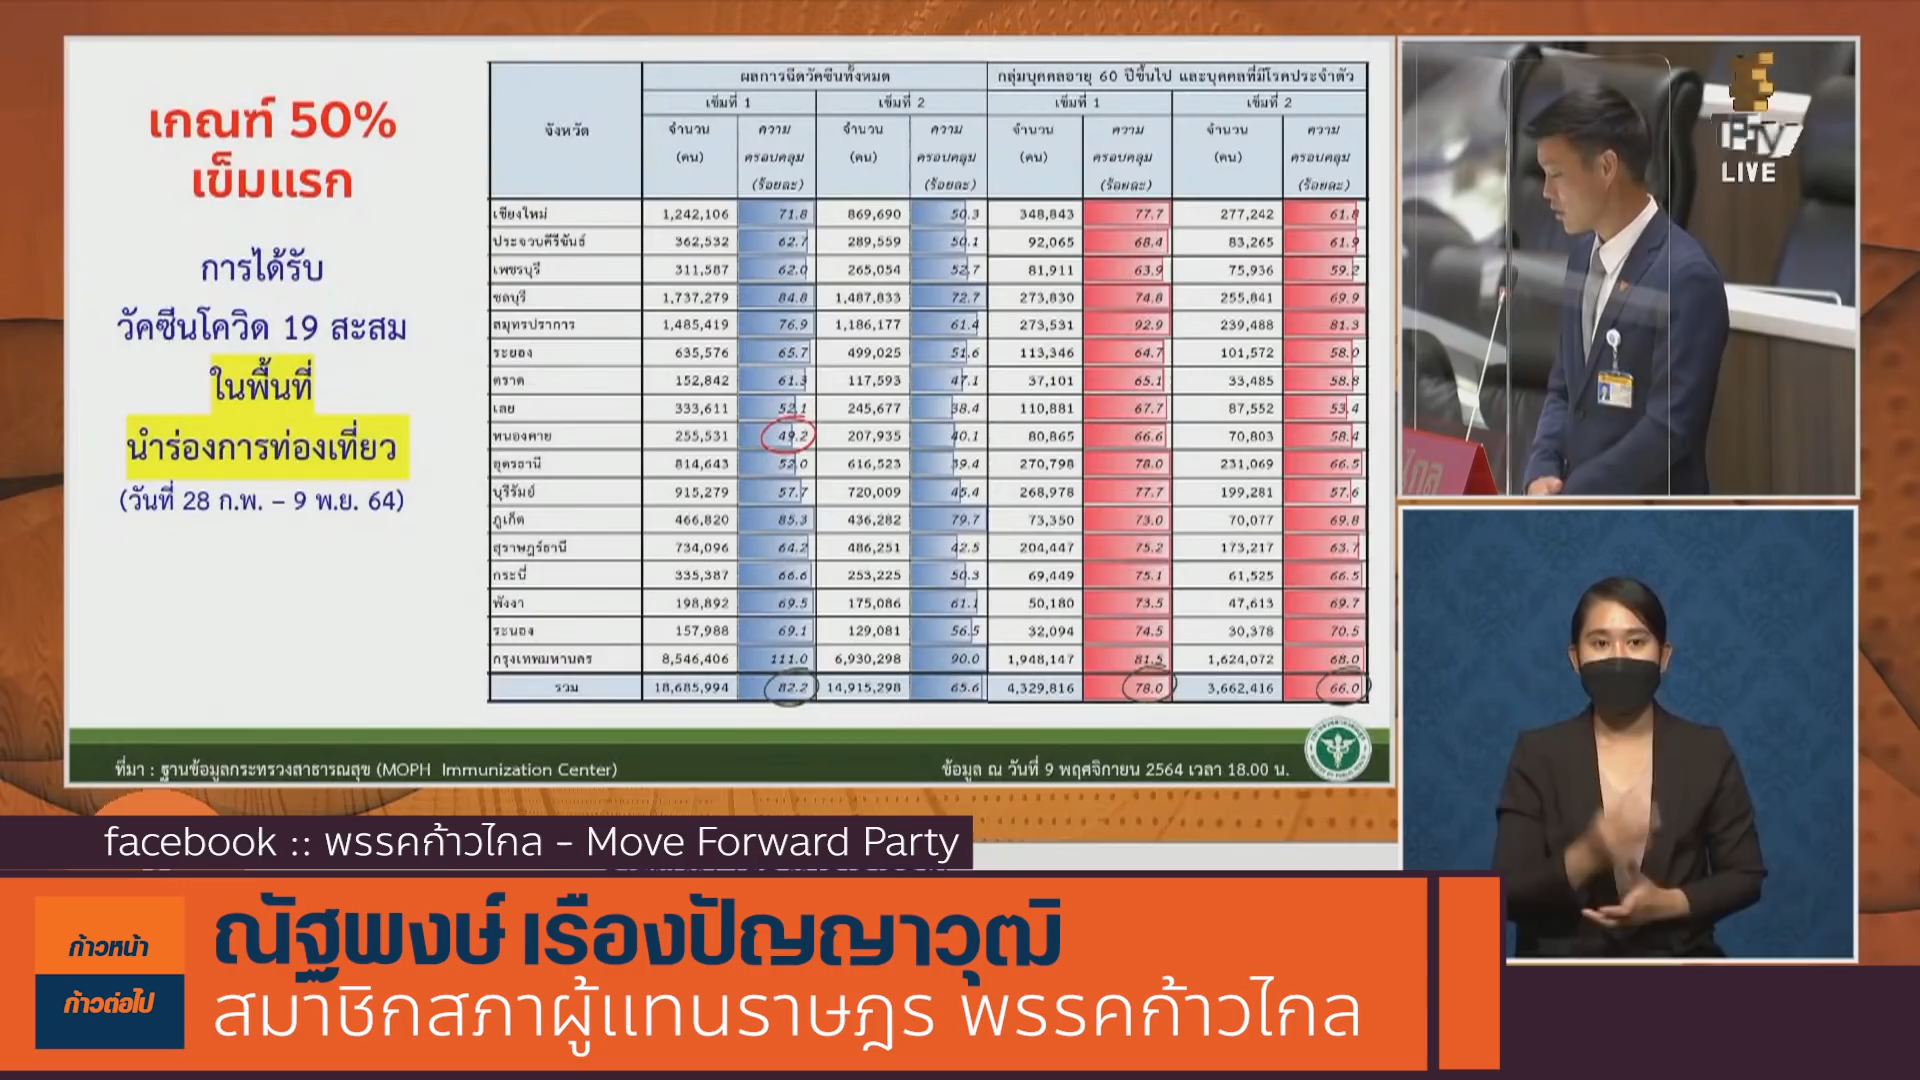 เกณฑ์ 50%
เข็มแรก
การได้รับ
วัคซีนโควิด 19 สะสม
ในพื้นที่
นำร่องการท่องเที่ยว
(วันที่ 28 ก.พ. – 9 พ.ย. 64)
ผลการฉีดวัคซีนทั้งหมด กลุ่มบุคคลอายุ 60 ปีขึ้นไป และบุคคลที่มีโรคประจำตัว
เข็มที่ 1 เข็มที่ 2 เข็มที่ 1 เข็มที่ 2
จังหวัด จำนวน ความ จำนวน ความ จำนวน ความ จำนวน ความ
(คน) ครอบคลุม (คน) ครอบคลุม (คน) ครอบคลุม (คน) ครอบคลุม
(ร้อยละ) (ร้อยละ) (ร้อยละ) (ร้อยละ)
เชียงใหม่ 1,242,106 71.8 869,690 50.3 348,843 77.7 277,242 61.8
ประจวบคีรีขันธ์ 362,532 62.7 289,559 50.1 92,065 68.4 83,265 61.9
เพชรบุรี 311,587 62.0 265,054 52.7 81,911 63.9 75,936 59.2
ชลบุรี 1,737,279 84.8 1,487,833 72.7 273,830 74.8 255,841 69.9
สมุทรปราการ 1,485,419 76.9 1,186,177 61.4 273,531 92.9 239,488 81.3
ระยอง 635,576 65.7 499,025 51.6 113,346 64.7 101,572 58.0
ตราด 152,842 61.3 117,593 47.1 37,101 65.1 33,485 58.8
เลย 333,611 52.1 245,677 38.4 110,881 67.7 87,552 53.4
หนองคาย 255,531 49.2 207,935 40.1 80,865 66.6 70,803 58.4
อุดรธานี 814,643 52.0 616,523 39.4 270,798 78.0 231,069 66.5
บุรีรัมย์ 915,279 57.7 720,009 45.4 268,978 77.7 199,281 57.6
ภูเก็ต 466,820 85.3 436,282 79.7 73,350 73.0 70,077 69.8
สุราษฎร์ธานี 734,096 64.2 486,251 42.5 204,447 75.2 173,217 63.7
กระบี่ 335,387 66.6 253,225 50.3 69,449 75.1 61,525 66.5
พังงา 198,892 69.5 175,086 61.1 50,180 73.5 47,613 69.7
ระนอง 157,988 69.1 129,081 56.5 32,094 74.5 30,378 70.5
กรุงเทพมหานคร 8,546,406 111.0 6,930,298 90.0 1,948,147 81.5 1,624,072 68.0
รวม 18,685,994 82.2 14,915,298 65.6 4,329,816 78.0 3,662,416 66.0
ที่มา : ฐานข้อมูลกระทรวงสาธารณสุข (MOPH Immunization Center)
ข้อมูล ณ วันที่ 9 พฤศจิกายน 2564 เวลา 18.00 น.
LIVE
facebook :: พรรคก้าวไกล - Move Forward Party
ก้าวหน้า
ก้าวต่อไป
ณัฐพงษ์ เรืองปัญญาวุฒิ
สมาชิกสภาผู้แทนราษฎร พรรคก้าวไกล